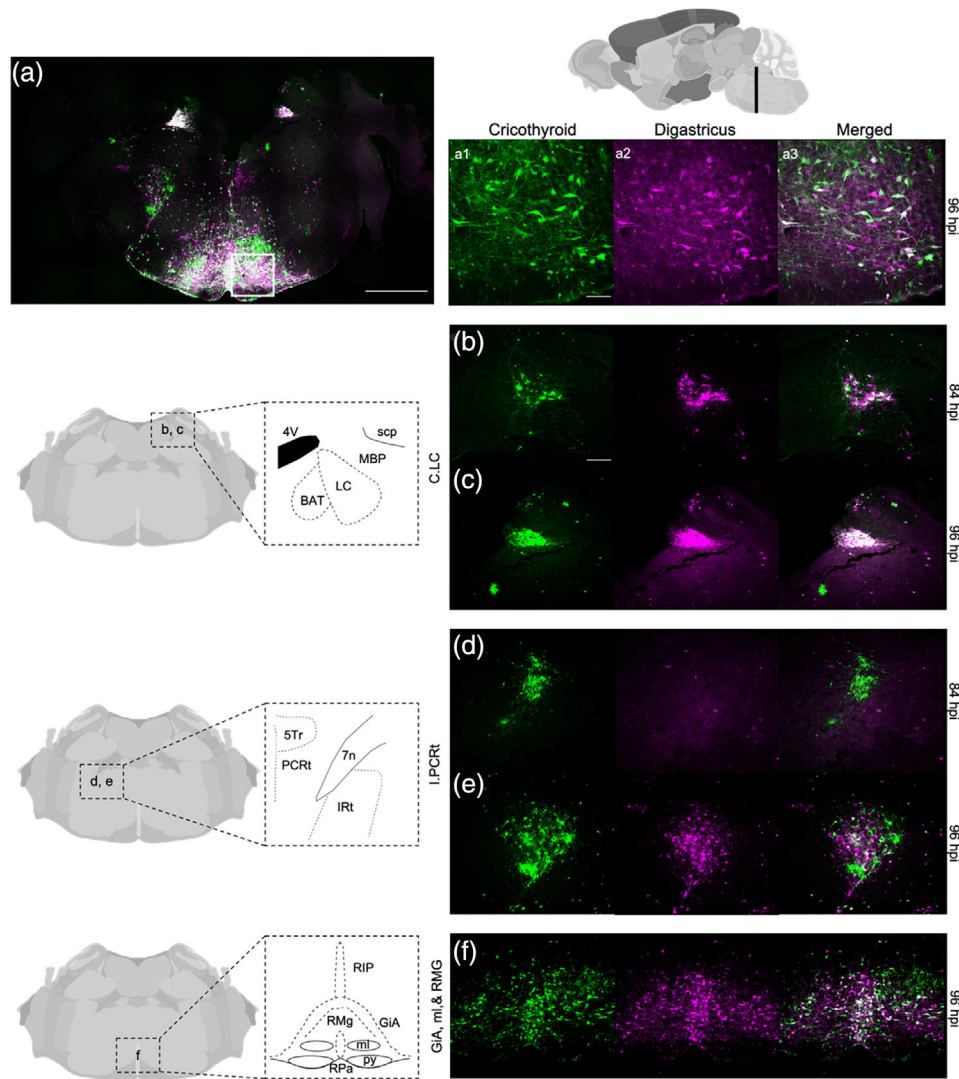 (a)
Cricothyroid Digastricus Merged
a1 a2 a3
96 hpi
(b)
84 hpi
b, c
4V
scp
MBP
LC
BAT
C.LC
(c)
96 hpi
(d)
84 hpi
d, e
5Tr
7n
PCRt
IRt
I.PCRt
(e)
96 hpi
(f)
96 hpi
f
RIP
RMg
GiA
ml
py
RPa
GiA, ml,& RMG